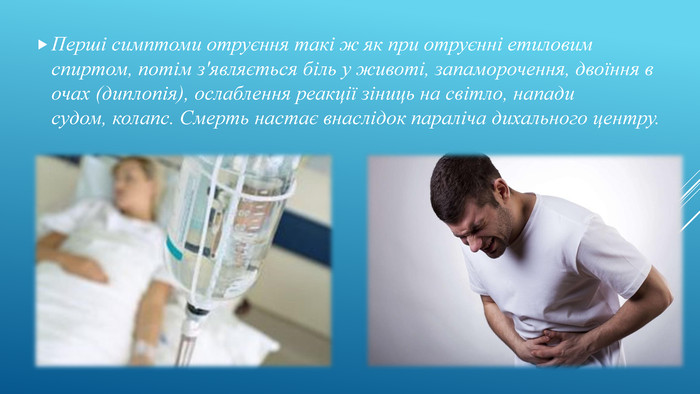 Перші симптоми отруєння такі ж як при отруєнні етиловим
спиртом, потім з'являється біль у животі, запаморочення, двоїння в
очах (диплопія), ослаблення реакції зіниць на світло, напади
судом, колапс. Смерть настає внаслідок параліча дихального центру.